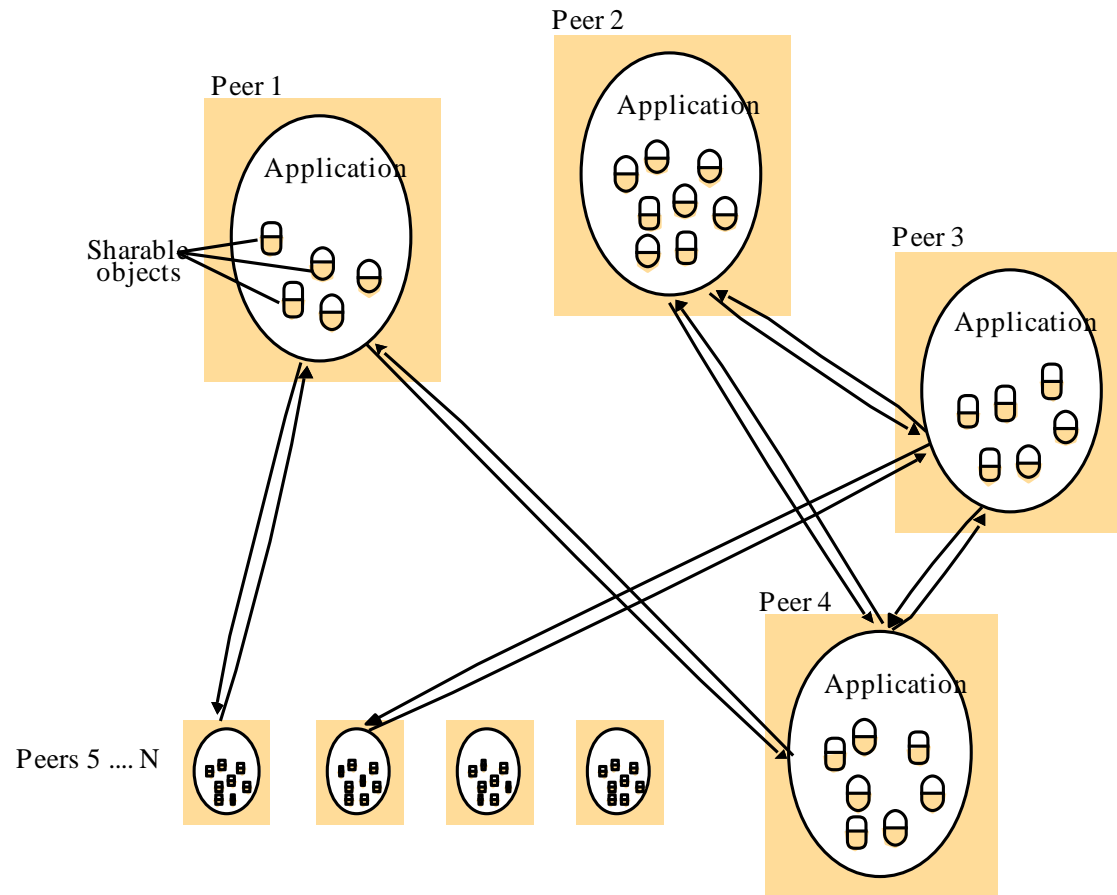 Peer 2
Peer 1
Application
Application
Sharable
objects
Peer 3
Application
Peer 4
Application
Peers 5 .... N